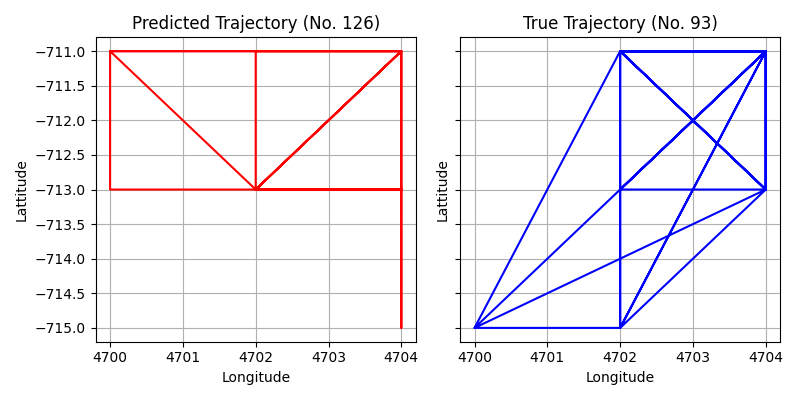 Predicted Trajectory (No. 126)
True Trajectory (No. 93)
−711.0
−711.5
−712.0
−712.5
−713.0
−713.5
−714.0
−714.5
−715.0
Lattitude
Lattitude
4700 4701 4702 4703 4704
4700 4701 4702 4703 4704
Longitude
Longitude